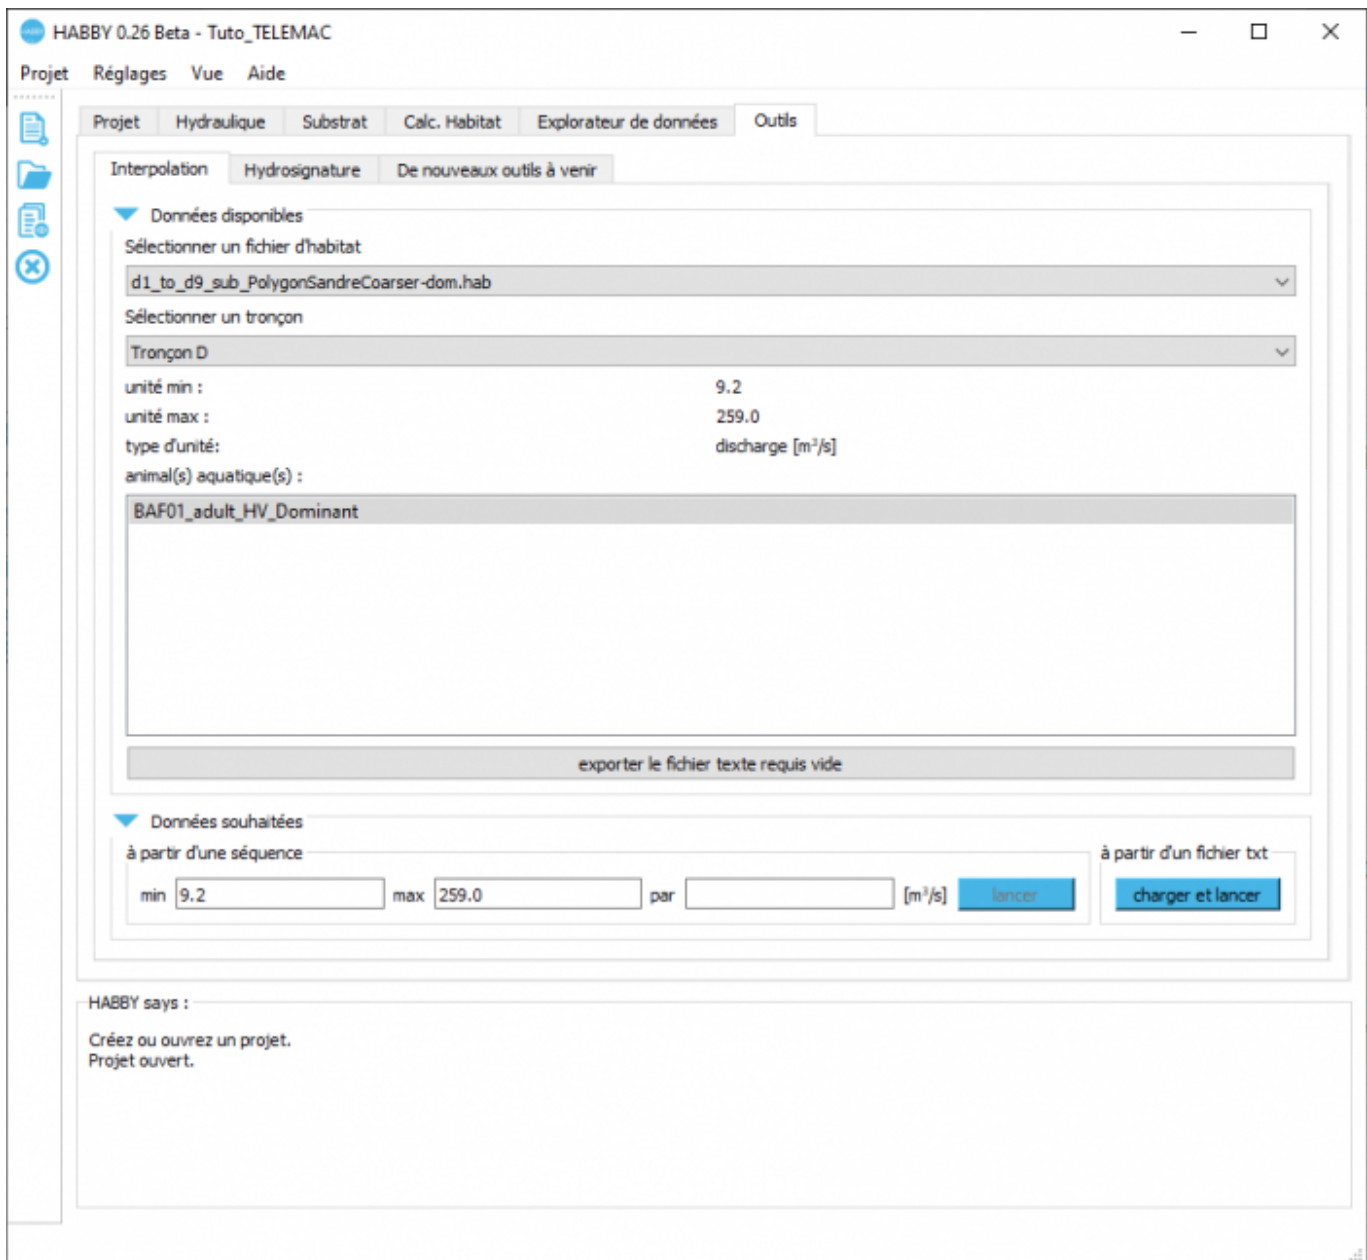 HABBY 0.26 Beta - Tuto_TELEMAC
Projet Réglages Vue Aide
Projet Hydraulique Substrat Calc. Habitat Explorateur de données Outils
Interpolation Hydrosignature De nouveaux outils à venir
Données disponibles
Sélectionner un fichier d'habitat
d1_to_d9_sub_PolygonSandreCoarser-dom.hab
Sélectionner un tronçon
Tronçon D
unité min : 9.2
unité max : 259.0
type d'unité: discharge [m³/s]
animal(s) aquatique(s) :
BAF01_adult_HV_Dominant
exporter le fichier texte requis vide
Données souhaitées
à partir d'une séquence à partir d'un fichier txt
min 9.2 max 259.0 par [m³/s] lancer charger et lancer
HABBY says :
Créez ou ouvrez un projet.
Projet ouvert.